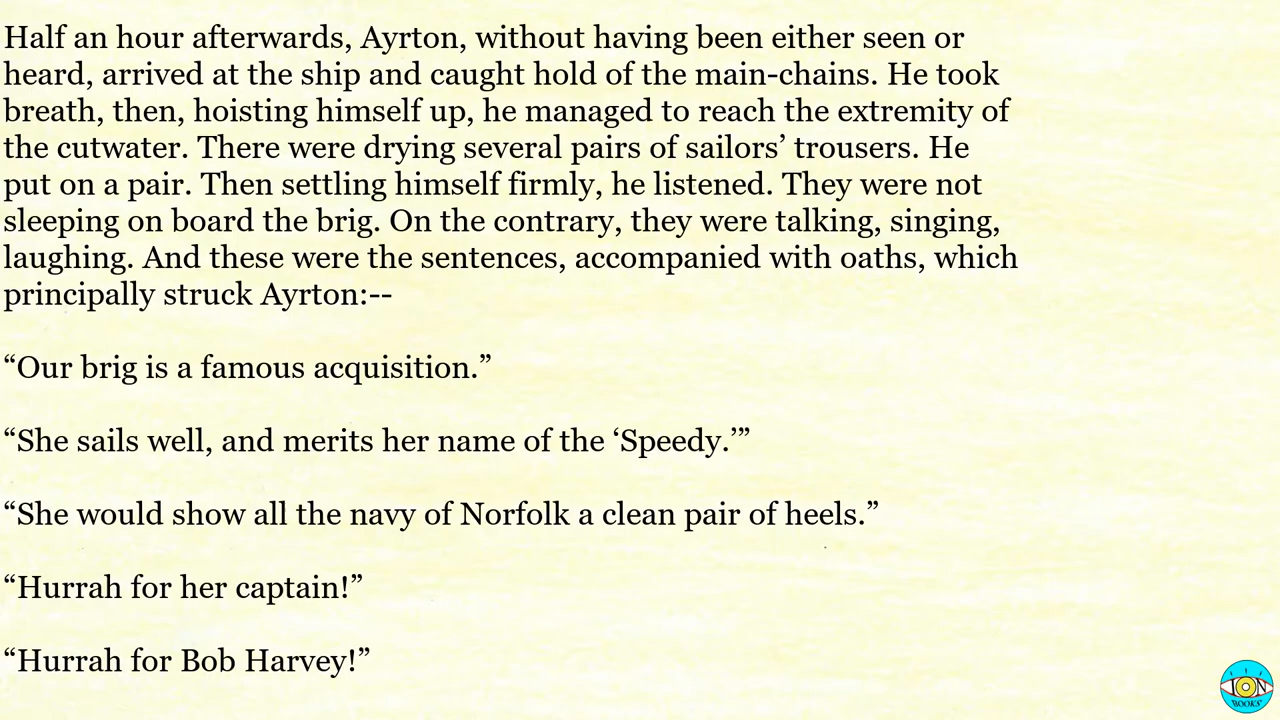 Half an hour afterwards, Ayrton, without having been either seen or
heard, arrived at the ship and caught hold of the main-chains. He took
breath, then, hoisting himself up, he managed to reach the extremity of
the cutwater. There were drying several pairs of sailors’ trousers. He
put on a pair. Then settling himself firmly, he listened. They were not
sleeping on board the brig. On the contrary, they were talking, singing,
laughing. And these were the sentences, accompanied with oaths, which
principally struck Ayrton:--
“Our brig is a famous acquisition.”
“She sails well, and merits her name of the ‘Speedy.’”
“She would show all the navy of Norfolk a clean pair of heels.”
“Hurrah for her captain!”
“Hurrah for Bob Harvey!”
ION
BOOKS